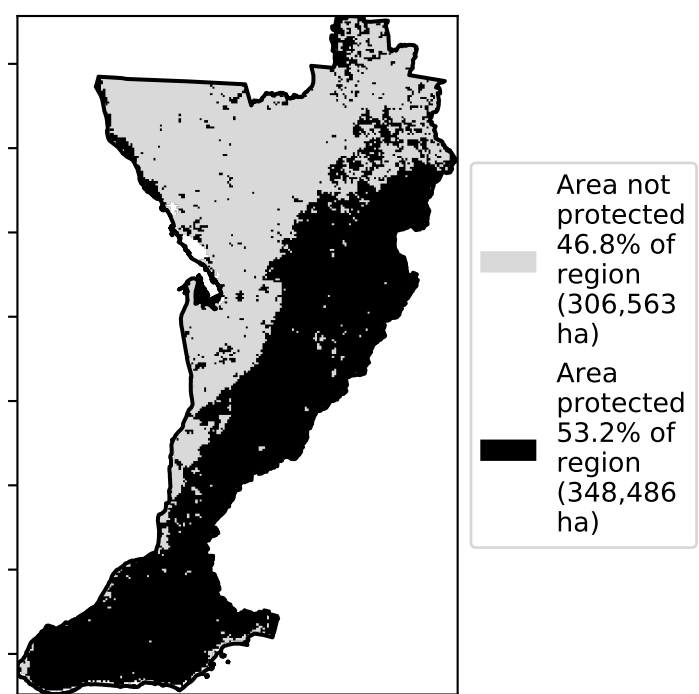 Area not
protected
46.8% of
region
(306,563
ha)
Area
protected
53.2% of
region
(348,486
ha)